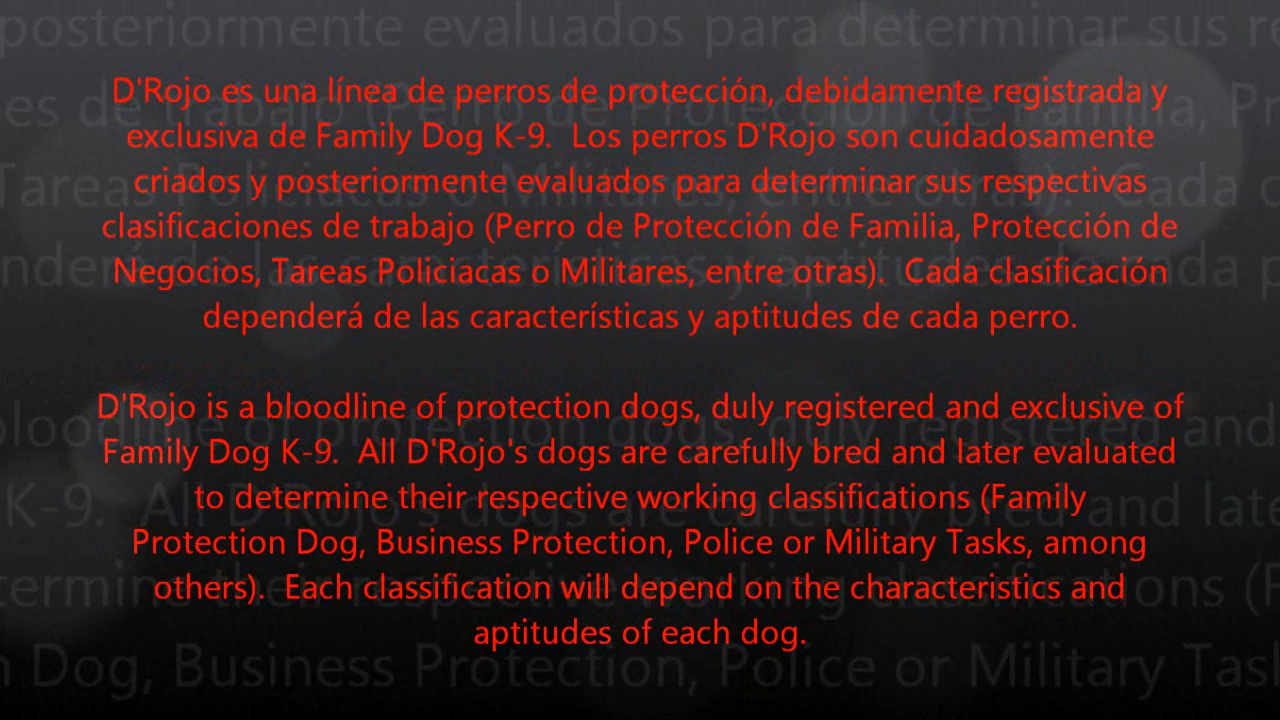 D'Rojo es una línea de perros de protección, debidamente registrada y
exclusiva de Family Dog K-9.  Los perros D'Rojo son cuidadosamente
criados y posteriormente evaluados para determinar sus respectivas
clasificaciones de trabajo (Perro de Protección de Familia, Protección de
Negocios, Tareas Policiacas o Militares, entre otras).  Cada clasificación
dependerá de las características y aptitudes de cada perro.
D'Rojo is a bloodline of protection dogs, duly registered and exclusive of
Family Dog K-9.  All D'Rojo's dogs are carefully bred and later evaluated
to determine their respective working classifications (Family
Protection Dog, Business Protection, Police or Military Tasks, among
others).  Each classification will depend on the characteristics and
aptitudes of each dog.